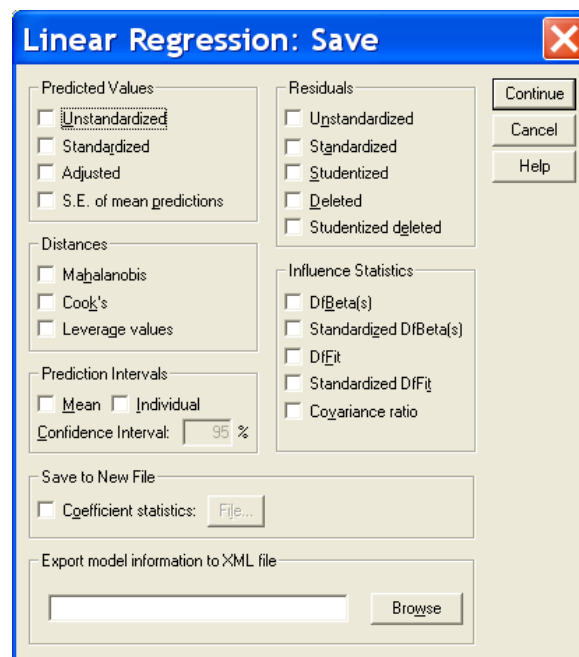 Linear Regression: Save
Predicted Values
Unstandardized
Standardized
Adjusted
S.E. of mean predictions
Distances
Mahalanobis
Cook's
Leverage values
Prediction Intervals
Mean Individual
Confidence Interval: 95 %
Residuals
Unstandardized
Standardized
Studentized
Deleted
Studentized deleted
Influence Statistics
DfBeta(s)
Standardized DfBeta(s)
DfFit
Standardized DfFit
Covariance ratio
Continue
Cancel
Help
Save to New File
Coefficient statistics: File...
Export model information to XML file
Browse